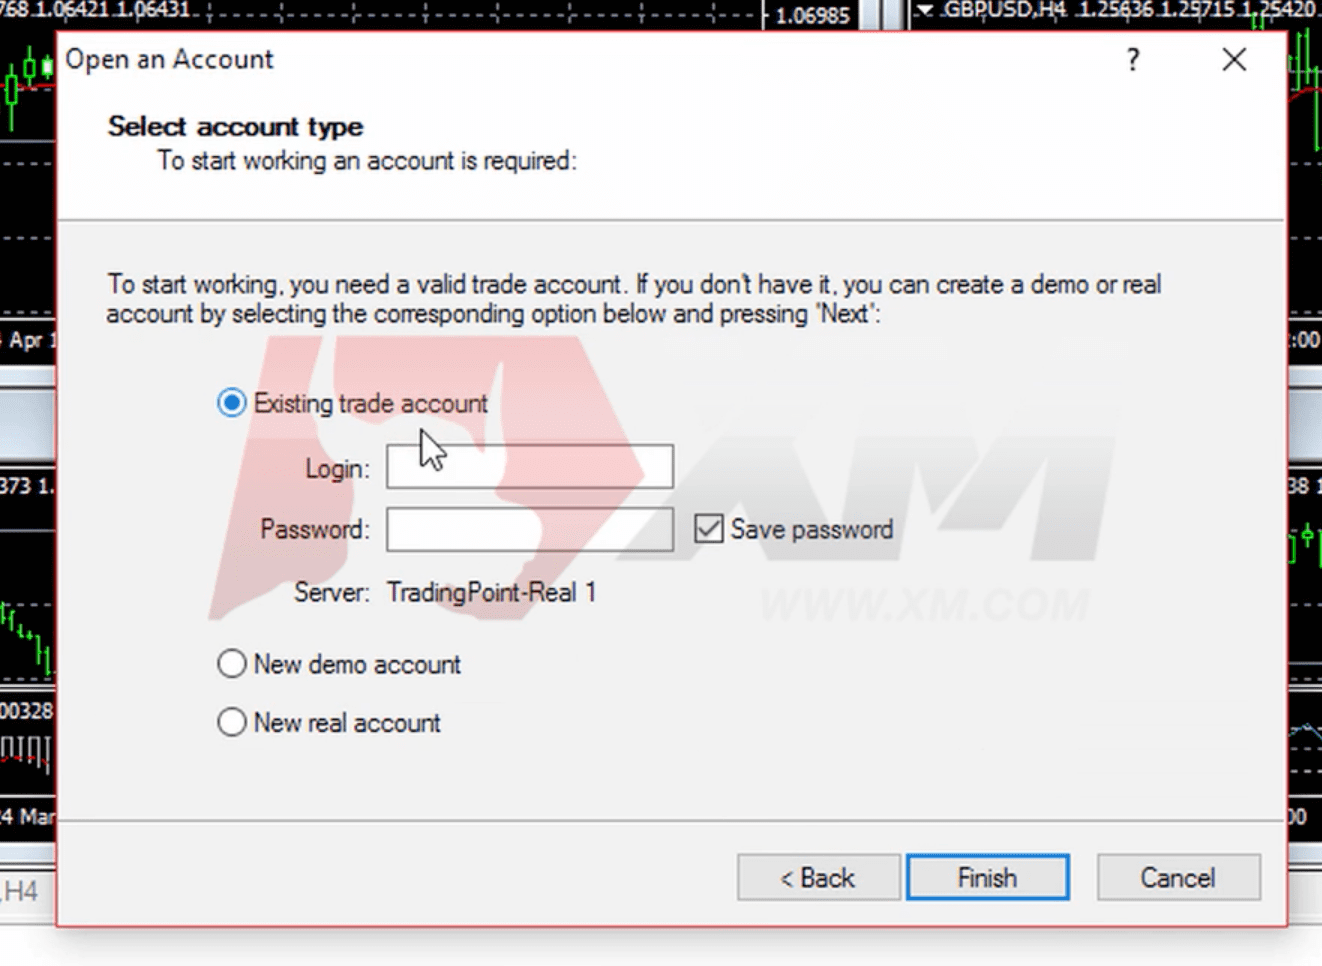 768 1.06421 1.06431
1.06985
GBPUSD,H4 1.25636 1.25715 1.25420
Open an Account
?
Select account type
To start working an account is required:
To start working, you need a valid trade account. If you don't have it, you can create a demo or real
account by selecting the corresponding option below and pressing 'Next':
Apr 1
:00
Existing trade account
XM
Login:
373 1.
38 1
Password:
Save password
Server: TradingPoint-Real 1
WWW.XM.COM
New demo account
00328
New real account
24 Mar
00
< Back
Finish
Cancel
,H4